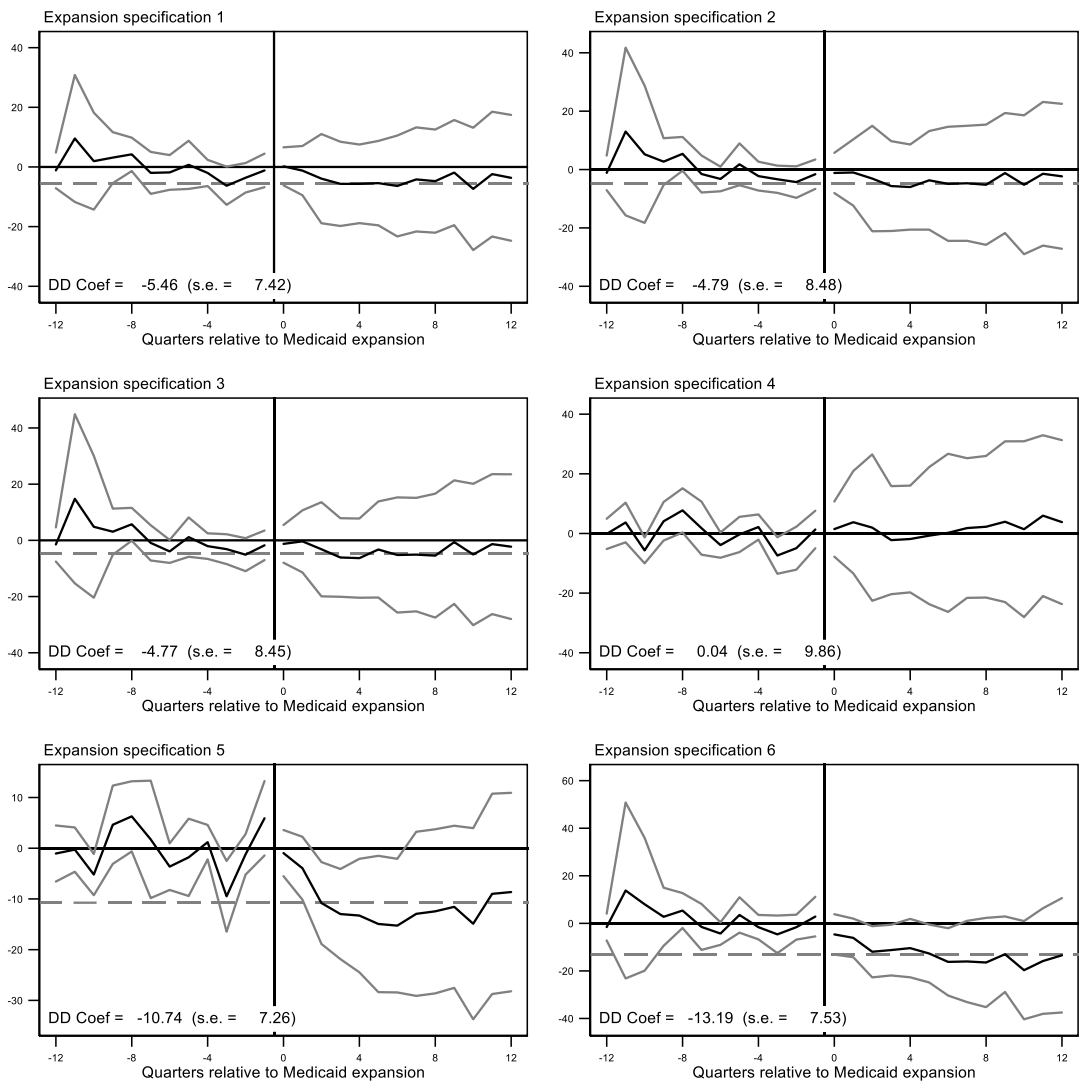 Expansion specification 1
40
20
0
-20
-40
DD Coef = -5.46 (s.e. = 7.42)
-12 -8 -4 0 4 8 12
Quarters relative to Medicaid expansion
Expansion specification 2
40
20
0
-20
-40
DD Coef = -4.79 (s.e. = 8.48)
-12 -8 -4 0 4 8 12
Quarters relative to Medicaid expansion
Expansion specification 3
40
20
0
-20
-40
DD Coef = -4.77 (s.e. = 8.45)
-12 -8 -4 0 4 8 12
Quarters relative to Medicaid expansion
Expansion specification 4
40
20
0
-20
-40
DD Coef = 0.04 (s.e. = 9.86)
-12 -8 -4 0 4 8 12
Quarters relative to Medicaid expansion
Expansion specification 5
10
0
-10
-20
-30
DD Coef = -10.74 (s.e. = 7.26)
-12 -8 -4 0 4 8 12
Quarters relative to Medicaid expansion
Expansion specification 6
60
40
20
0
-20
-40
DD Coef = -13.19 (s.e. = 7.53)
-12 -8 -4 0 4 8 12
Quarters relative to Medicaid expansion